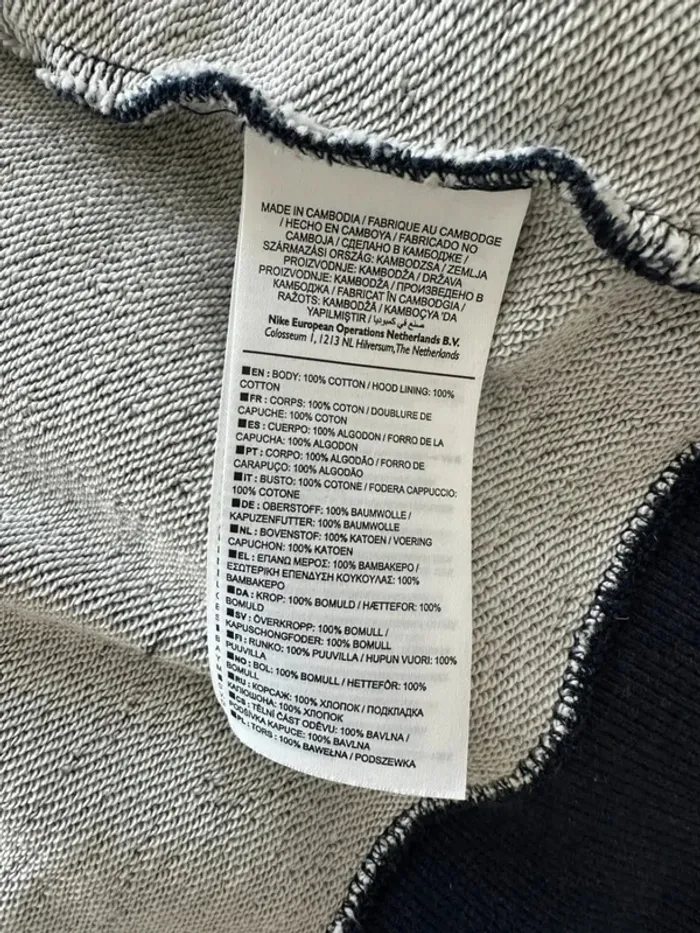 MADE IN CAMBODIA / FABRIQUE AU CAMBODGE
/ HECHO EN CAMBOYA / FABRICADO NO
CAMBOJA / СДЕЛАНО В КАМБОДЖЕ /
SZÁRMAZÁSI ORSZÁG: KAMBODZSA / ZEMLJA
PROIZVODNJE: KAMBODŽA / DRŽAVA
PROIZVODNJE: KAMBODŽA / ПРОИЗВЕДЕНО В
КАМБОДЖА / FABRICAT ÎN CAMBODGIA /
RAŽOTS: KAMBODŽĀ / KAMBOÇYA 'DA
YAPILMIŞTIR / صنع في كمبوديا
Nike European Operations Netherlands B.V.
Colosseum 1, 1213 NL Hilversum, The Netherlands
■EN : BODY: 100% COTTON / HOOD LINING: 100%
COTTON
■FR : CORPS: 100% COTON / DOUBLURE DE
CAPUCHE: 100% COTON
■ES : CUERPO: 100% ALGODON / FORRO DE LA
CAPUCHA: 100% ALGODON
■PT : CORPO: 100% ALGODÃO / FORRO DE
CARAPUÇO: 100% ALGODÃO
■IT : BUSTO: 100% COTONE / FODERA CAPPUCCIO:
100% COTONE
■DE : OBERSTOFF: 100% BAUMWOLLE /
KAPUZENFUTTER: 100% BAUMWOLLE
■NL : BOVENSTOF: 100% KATOEN / VOERING
CAPUCHON: 100% KATOEN
■EL : ΕΠΑΝΩ ΜΕΡΟΣ: 100% ΒΑΜΒΑΚΕΡΟ /
ΕΣΩΤΕΡΙΚΗ ΕΠΕΝΔΥΣΗ ΚΟΥΚΟΥΛΑΣ: 100%
ΒΑΜΒΑΚΕΡΟ
■DA : KROP: 100% BOMULD / HÆTTEFOR: 100%
BOMULD
■SV : ÖVERKROPP: 100% BOMULL /
KAPUSCHONGFODER: 100% BOMULL
■FI : RUNKO: 100% PUUVILLA / HUPUN VUORI: 100%
PUUVILLA
■NO : BOL: 100% BOMULL / HETTEFÔR: 100%
BOMULL
■RU : КОРСАЖ: 100% ХЛОПОК / ПОДКЛАДКА
КАПЮШОНА: 100% ХЛОПОК
■CS : TĚLNÍ ČÁST ODĚVU: 100% BAVLNA /
PODŠÍVKA KAPUCE: 100% BAVLNA
■PL : TORS : 100% BAWEŁNA / PODSZEWKA